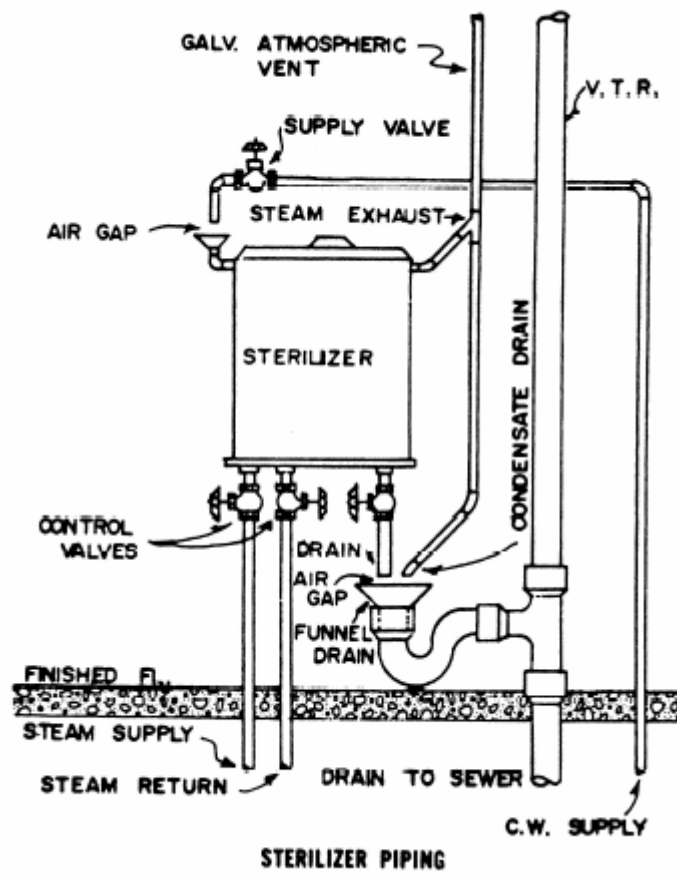 GALV. ATMOSPHERIC
VENT
V. T. R.
SUPPLY VALVE
STEAM EXHAUST
AIR GAP
STERILIZER
CONDENSATE DRAIN
CONTROL
VALVES
DRAIN
AIR
GAP
FUNNEL
DRAIN
FINISHED FL.
STEAM SUPPLY
STEAM RETURN
DRAIN TO SEWER
C.W. SUPPLY
STERILIZER PIPING